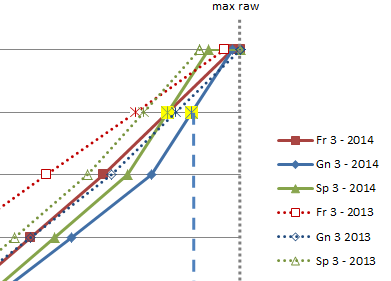 max raw
Fr 3 - 2014
Gn 3 - 2014
Sp 3 - 2014
Fr 3 - 2013
Gn 3 2013
Sp 3 - 2013